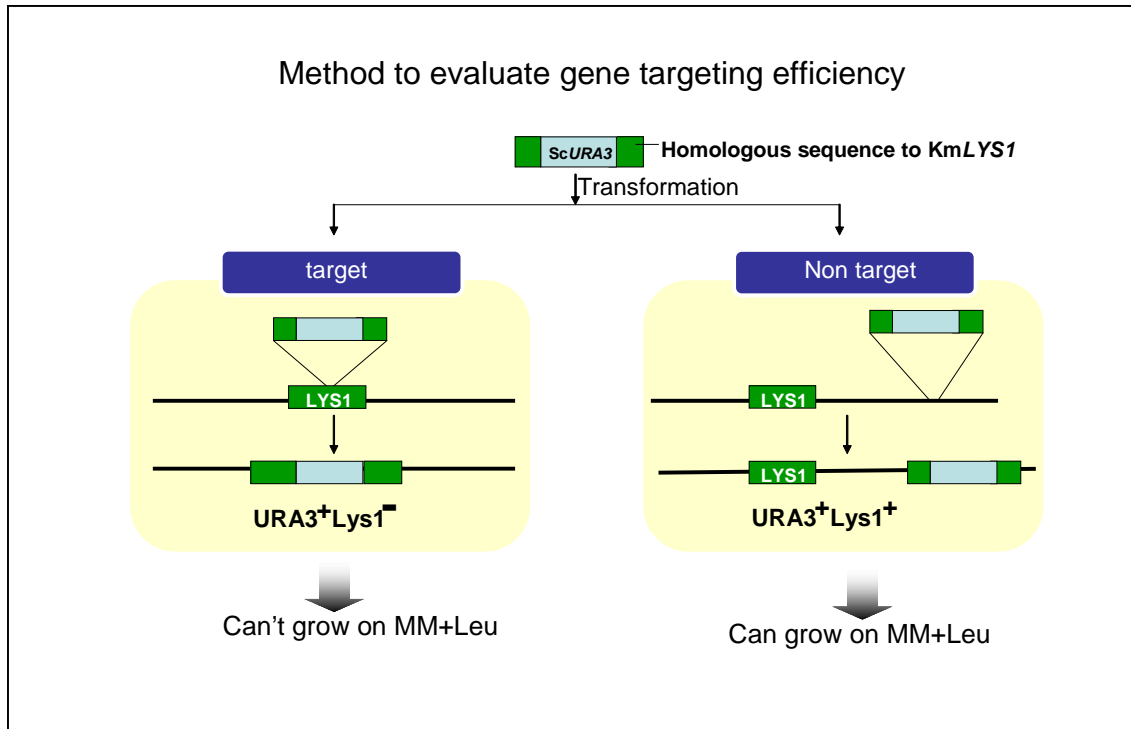 Method to evaluate gene targeting efficiency
ScURA3
Homologous sequence to KmLYS1
Transformation
target
Non target
LYS1
LYS1
LYS1
URA3+Lys1-
URA3+Lys1+
Can't grow on MM+Leu
Can grow on MM+Leu